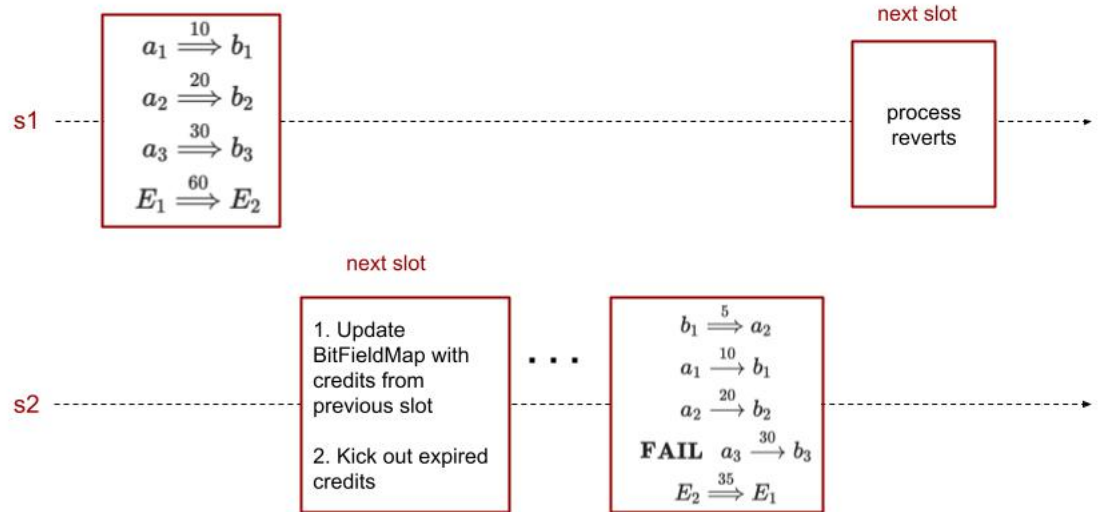 next slot
a₁ ⟹ b₁ 10
a₂ ⟹ b₂ 20
a₃ ⟹ b₃ 30
E₁ ⟹ E₂ 60
s1
process
reverts
next slot
1. Update
BitFieldMap with
credits from
previous slot
2. Kick out expired
credits
. . .
b₁ ⟹ a₂ 5
a₁ ⟶ b₁ 10
a₂ ⟶ b₂ 20
FAIL a₃ ⟶ b₃ 30
E₂ ⟹ E₁ 35
s2